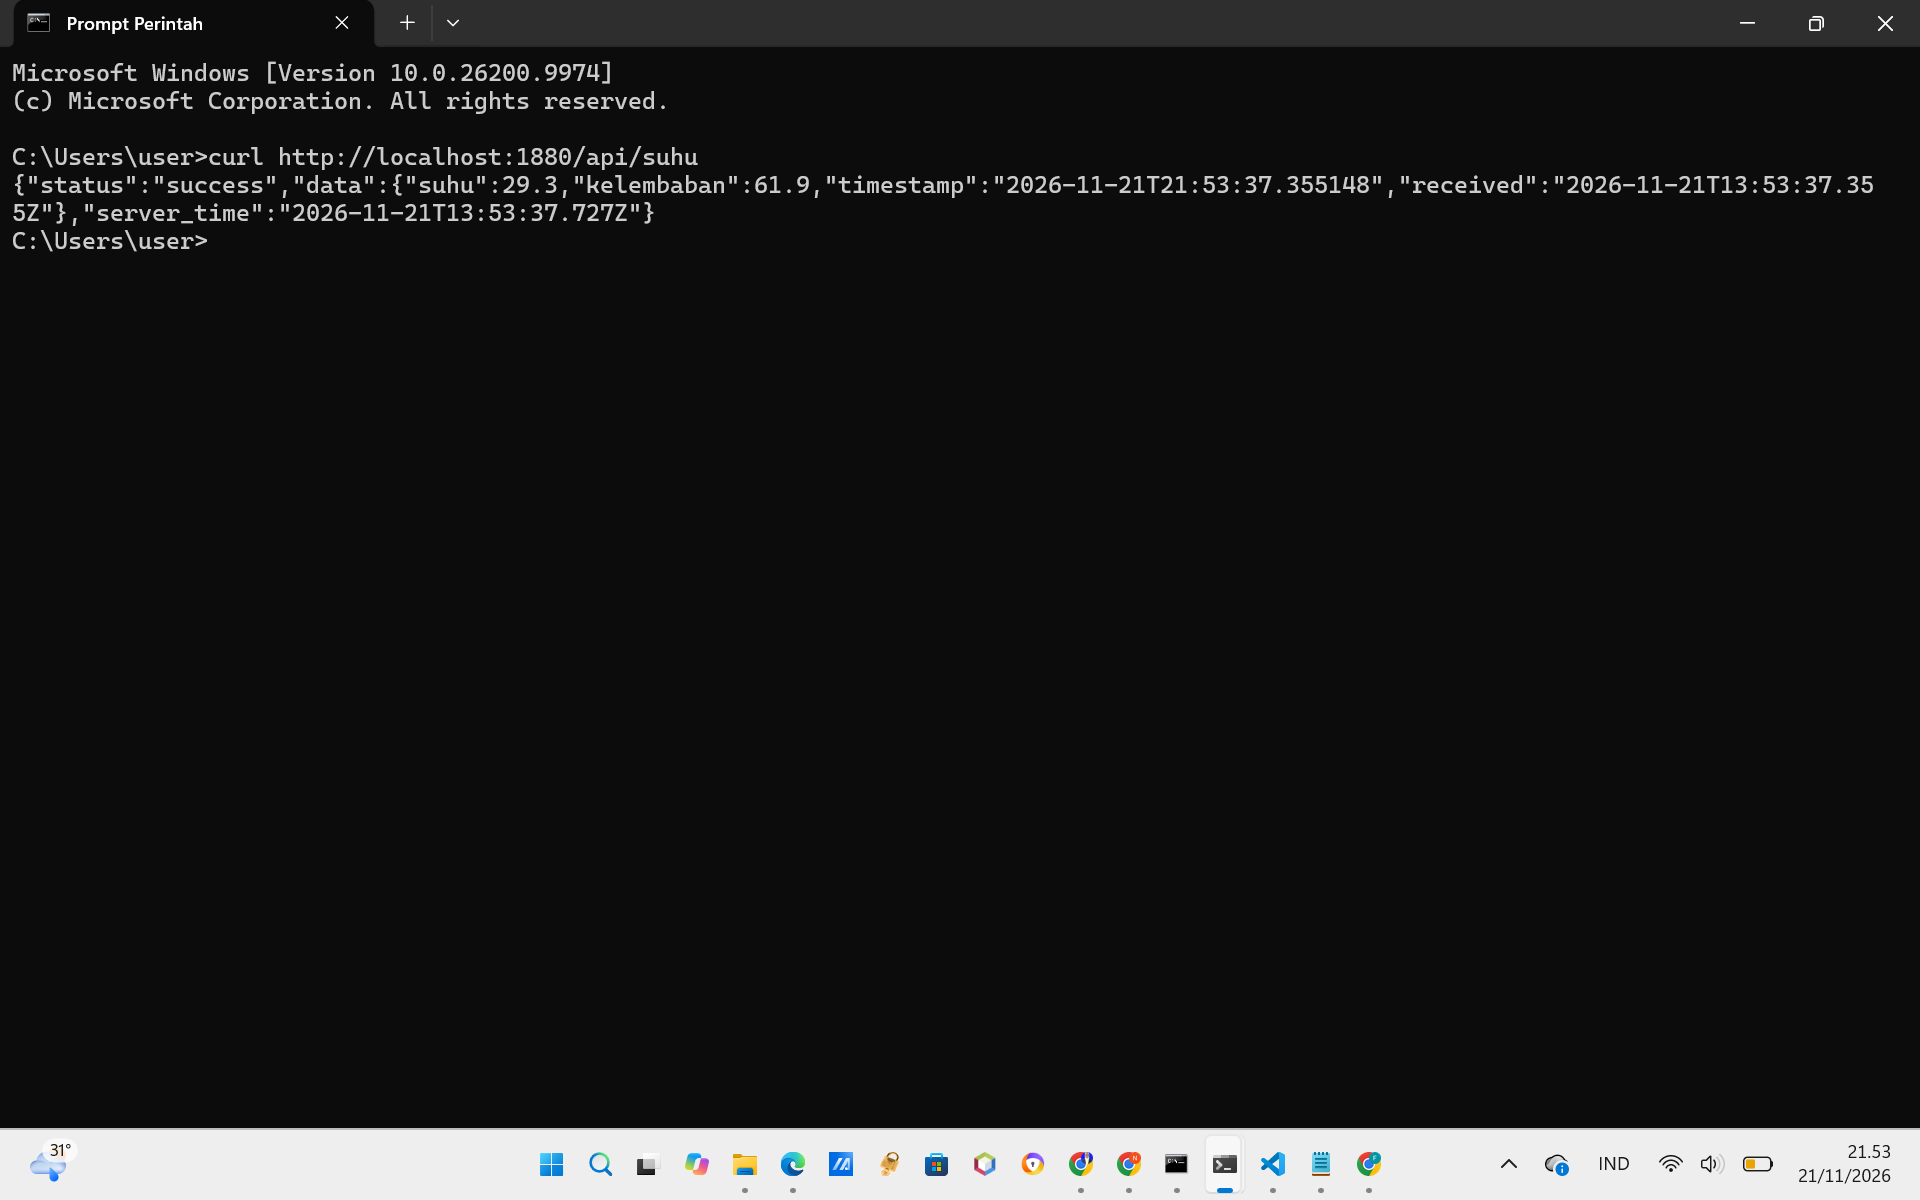 Prompt Perintah
Microsoft Windows [Version 10.0.26200.9974]
(c) Microsoft Corporation. All rights reserved.
C:\Users\user>curl http://localhost:1880/api/suhu
{"status":"success","data":{"suhu":29.3,"kelembaban":61.9,"timestamp":"2026-11-21T21:53:37.355148","received":"2026-11-21T13:53:37.35
5Z"},"server_time":"2026-11-21T13:53:37.727Z"}
C:\Users\user>
31°
IND
21.53
21/11/2026